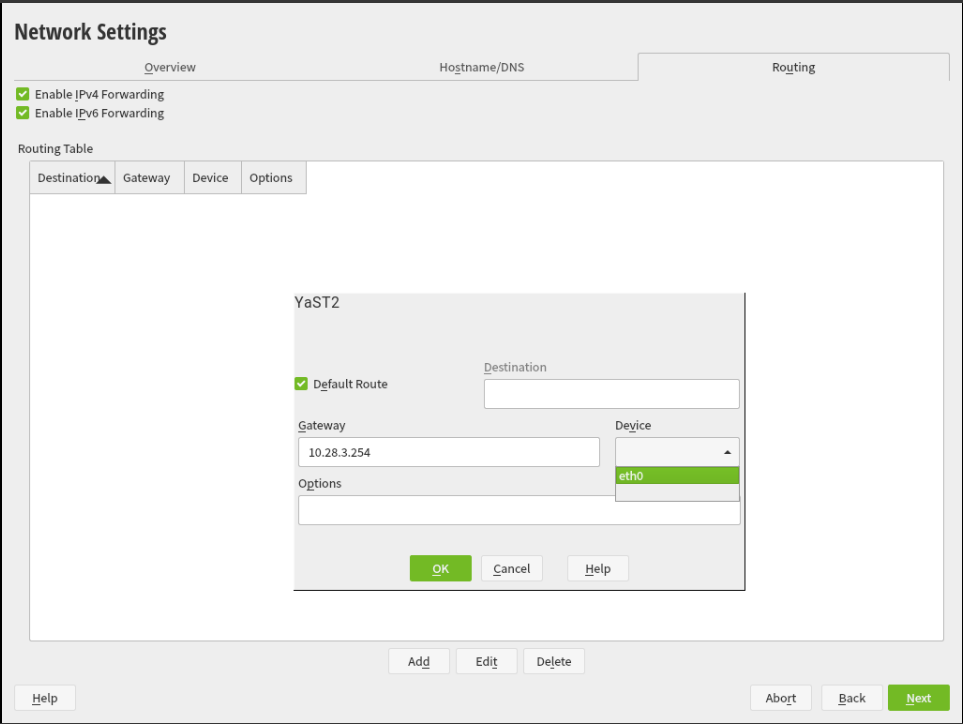 Network Settings
Overview Hostname/DNS Routing
Enable IPv4 Forwarding
Enable IPv6 Forwarding
Routing Table
Destination Gateway Device Options
YaST2
Destination
Default Route
Gateway Device
10.28.3.254
eth0
Options
OK Cancel Help
Add Edit Delete
Help Abort Back Next